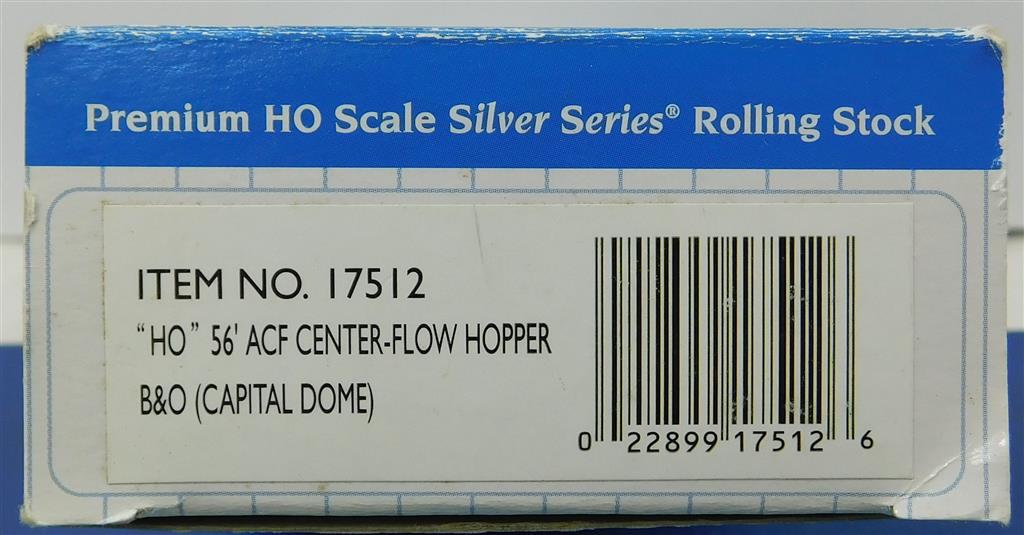 Premium HO Scale Silver Series® Rolling Stock
ITEM NO. 17512
"HO" 56' ACF CENTER-FLOW HOPPER
B&O (CAPITAL DOME)
0 22899 17512 6